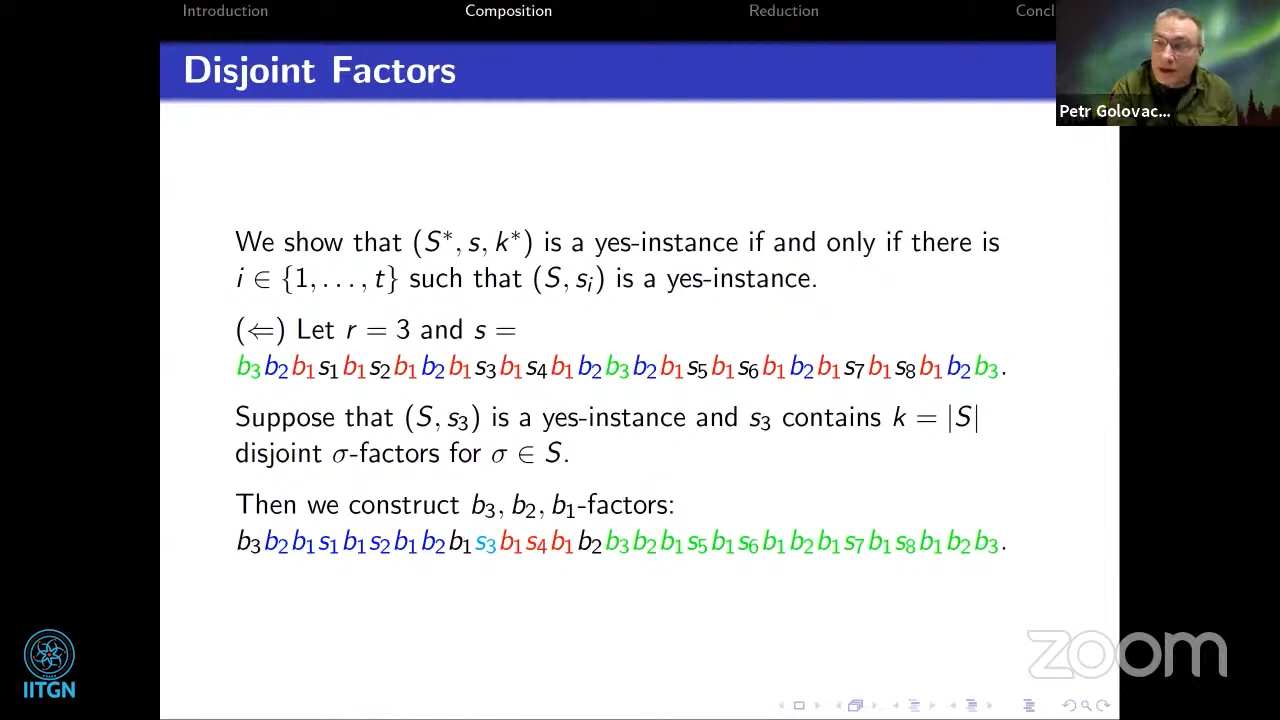 Introduction Composition Reduction Concl
Disjoint Factors
Petr Golovac...
We show that (S*, s, k*) is a yes-instance if and only if there is
i ∈ {1, . . . , t} such that (S, s₁) is a yes-instance.
(⇐) Let r = 3 and s =
b₃b₂b₁s₁b₁s₂b₁b₂b₁s₃b₁s₄b₁b₂b₃b₂b₁s₅b₁s₆b₁b₂b₁s₇b₁s₈b₁b₂b₃.
Suppose that (S, s₃) is a yes-instance and s₃ contains k = |S|
disjoint σ-factors for σ ∈ S.
Then we construct b₃, b₂, b₁-factors:
b₃b₂b₁s₁b₁s₂b₁b₂b₁s₃b₁s₄b₁b₂b₃b₂b₁s₅b₁s₆b₁b₂b₁s₇b₁s₈b₁b₂b₃.
IITGN
zoom